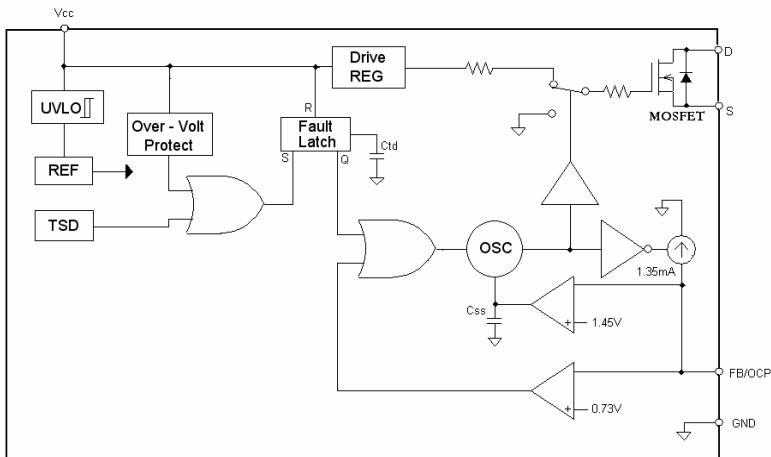 Vcc
Drive
REG
D
S
MOSFET
UVLO
Over - Volt
Protect
R
Fault
Latch
S
Q
Ctd
REF
TSD
OSC
1.35mA
Css
1.45V
0.73V
FB/OCP
GND